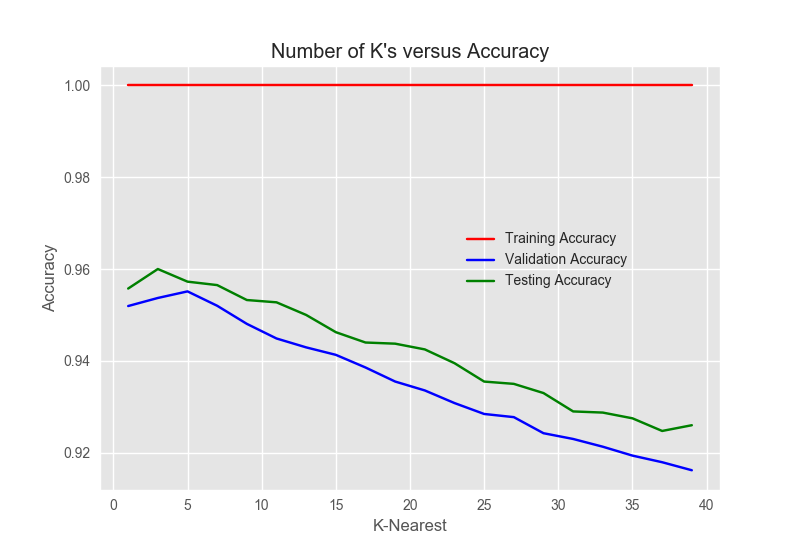 Number of K's versus Accuracy
1.00
0.98
0.96
0.94
0.92
Accuracy
Training Accuracy
Validation Accuracy
Testing Accuracy
0 5 10 15 20 25 30 35 40
K-Nearest